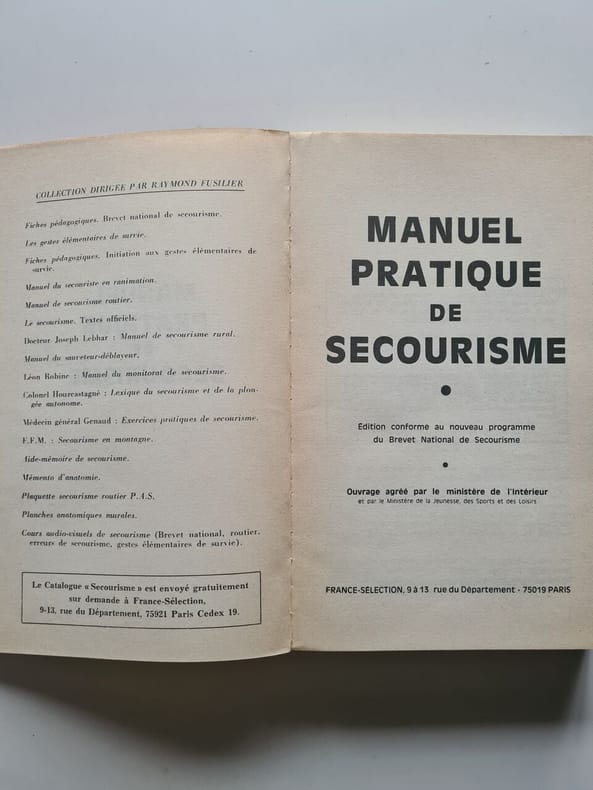 COLLECTION DIRIGÉE PAR RAYMOND FUSILIER
Fiches pédagogiques. Brevet national de secourisme.
Les gestes élémentaires de survie.
Fiches pédagogiques. Initiation aux gestes élémentaires de
survie.
Manuel du secouriste en ranimation.
Manuel de secourisme routier.
Le secourisme. Textes officiels.
Docteur Joseph Lebhar : Manuel de secourisme rural.
Manuel du sauveteur-déblayeur.
Léon Robine : Manuel du monitorat de secourisme.
Colonel Hourcastagné : Lexique du secourisme et de la plon-
gée autonome.
Médecin général Genaud : Exercices pratiques de secourisme.
F.F.M. : Secourisme en montagne.
Aide-mémoire de secourisme.
Mémento d'anatomie.
Plaquette secourisme routier P.A.S.
Planches anatomiques murales.
Cours audio-visuels de secourisme (Brevet national, routier,
erreurs de secourisme, gestes élémentaires de survie).
Le Catalogue « Secourisme » est envoyé gratuitement
sur demande à France-Sélection,
9-13, rue du Département, 75921 Paris Cedex 19.
MANUEL
PRATIQUE
DE
SECOURISME
Édition conforme au nouveau programme
du Brevet National de Secourisme
Ouvrage agréé par le ministère de l'Intérieur
et par le Ministère de la Jeunesse, des Sports et des Loisirs
FRANCE-SÉLECTION, 9 à 13 rue du Département - 75019 PARIS